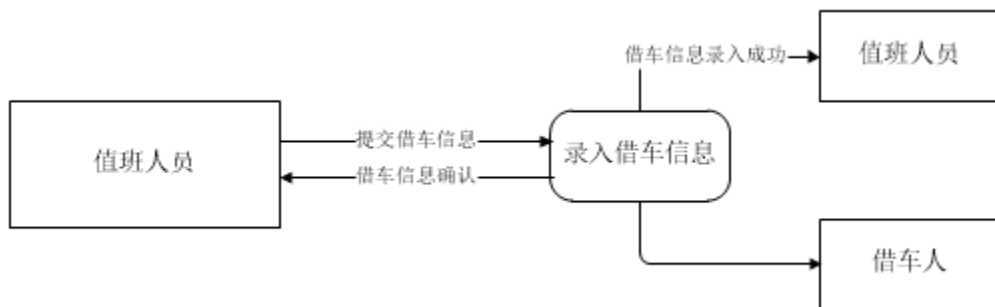 借车信息录入成功
值班人员
值班人员
提交借车信息
借车信息确认
录入借车信息
借车人